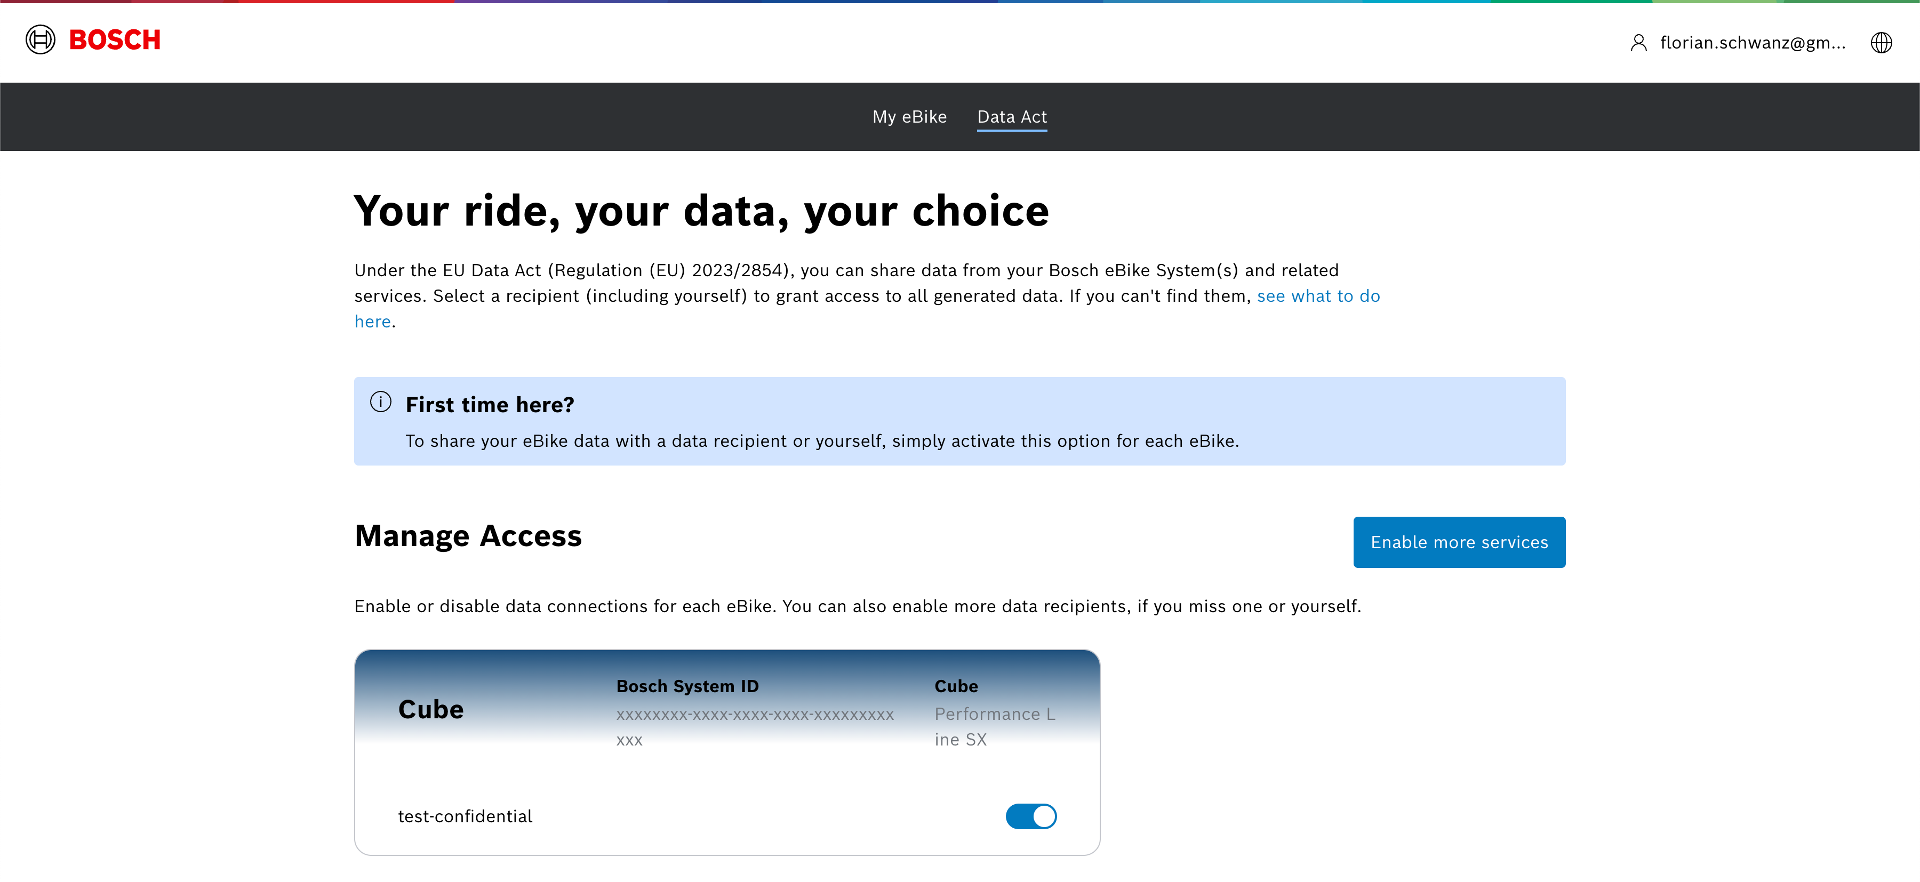 BOSCH
florian.schwanz@gm...
My eBike
Data Act
Your ride, your data, your choice
Under the EU Data Act (Regulation (EU) 2023/2854), you can share data from your Bosch eBike System(s) and related
services. Select a recipient (including yourself) to grant access to all generated data. If you can't find them, see what to do
here.
First time here?
To share your eBike data with a data recipient or yourself, simply activate this option for each eBike.
Manage Access
Enable more services
Enable or disable data connections for each eBike. You can also enable more data recipients, if you miss one or yourself.
Cube
Bosch System ID
xxxxxxxx-xxxx-xxxx-xxxx-xxxxxxxxx
xxx
Cube
Performance L
ine SX
test-confidential